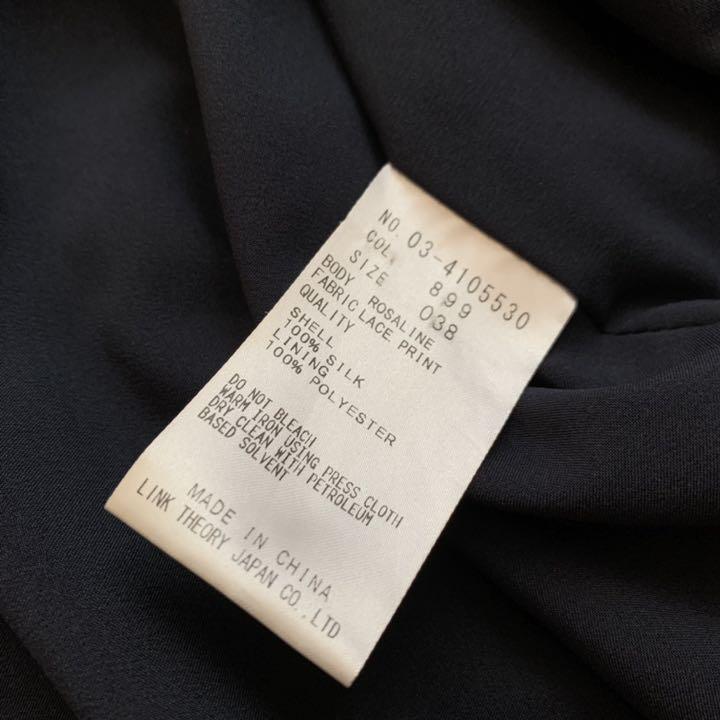 NO. 03-4105530
COL. 899
SIZE 038
BODY ROSALINE
FABRIC LACE PRINT
QUALITY
SHELL
100% SILK
LINING
100% POLYESTER
DO NOT BLEACH
WARM IRON USING PRESS CLOTH
DRY CLEAN WITH PETROLEUM
BASED SOLVENT
MADE IN CHINA
LINK THEORY JAPAN CO.,LTD